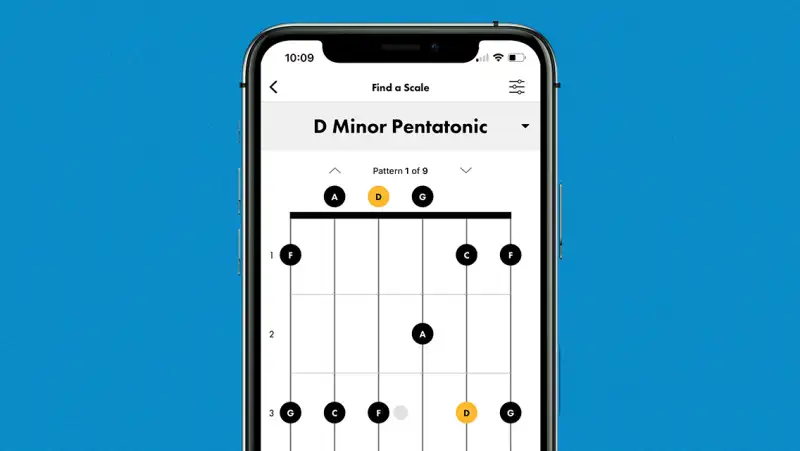 10:09
Find a Scale
D Minor Pentatonic
Pattern 1 of 9
A D G
1 F C F
2 A
3 G C F D G